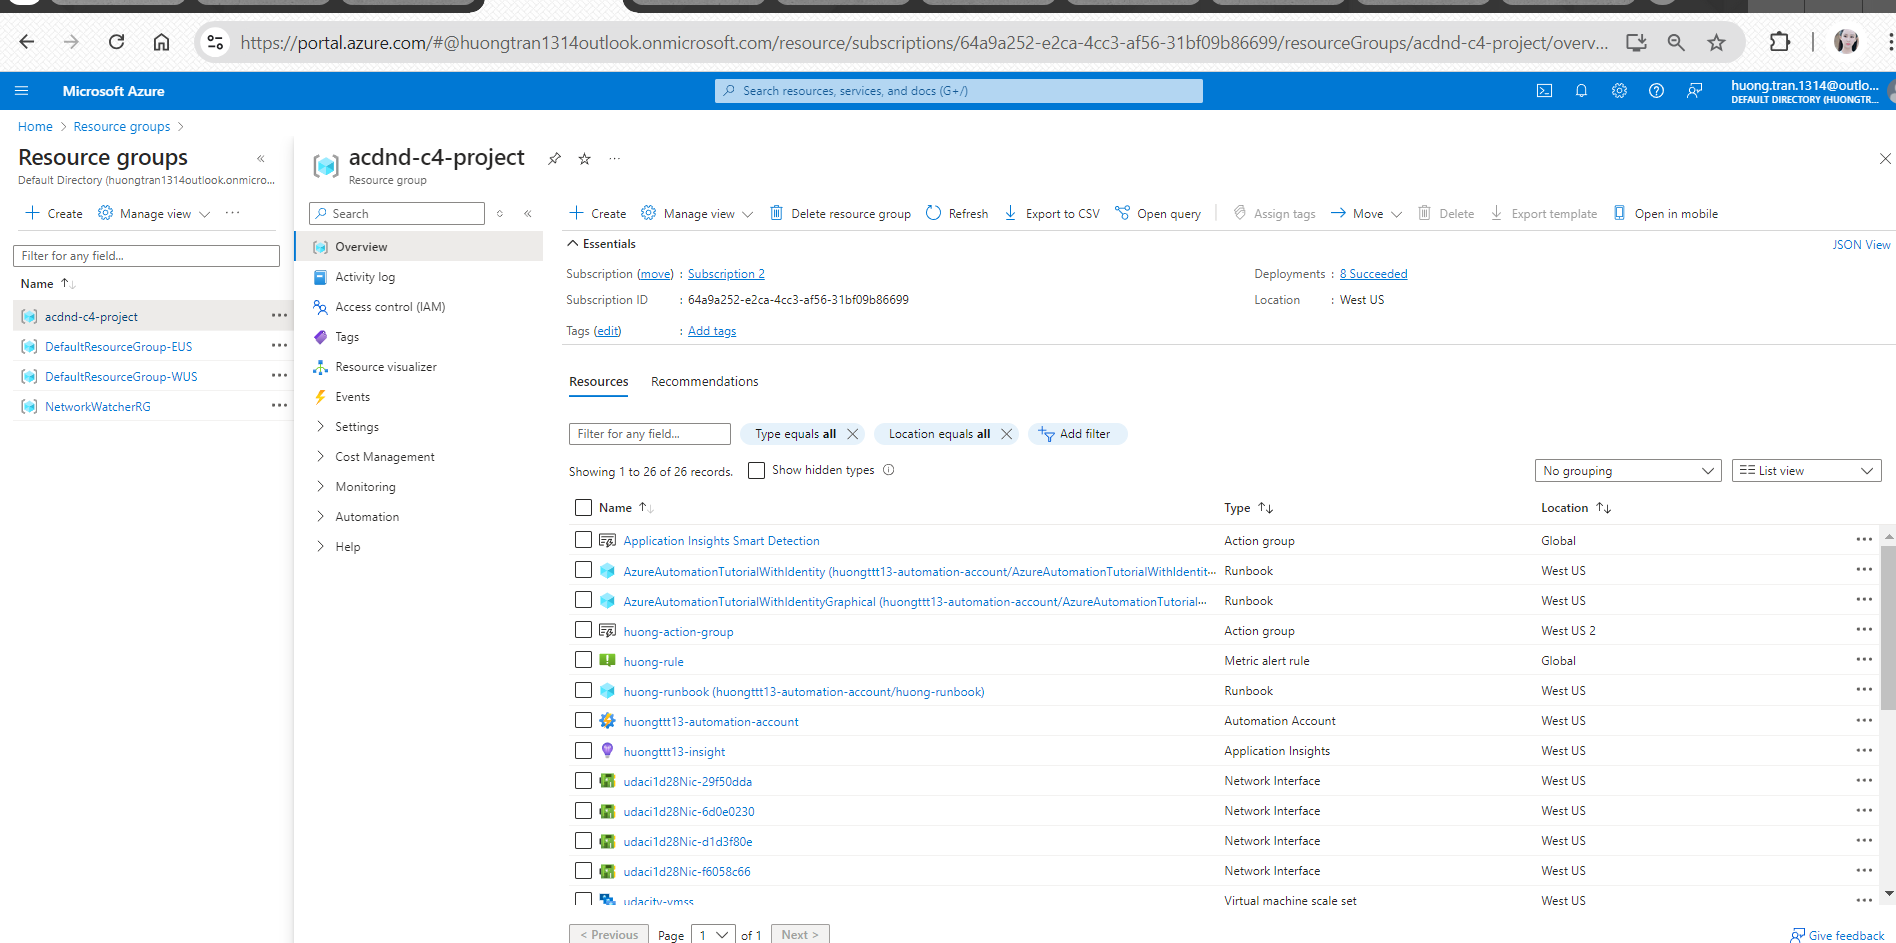 https://portal.azure.com/#@huongtran1314outlook.onmicrosoft.com/resource/subscriptions/64a9a252-e2ca-4cc3-af56-31bf09b86699/resourceGroups/acdnd-c4-project/overv...
Microsoft Azure
Search resources, services, and docs (G+/)
huong.tran.1314@outlo...
DEFAULT DIRECTORY (HUONGTR...
Home > Resource groups >
Resource groups
Default Directory (huongtran1314outlook.onmicro...
Create Manage view ...
Filter for any field...
Name
acdnd-c4-project
DefaultResourceGroup-EUS
DefaultResourceGroup-WUS
NetworkWatcherRG
acdnd-c4-project
Resource group
Search
Overview
Activity log
Access control (IAM)
Tags
Resource visualizer
Events
Settings
Cost Management
Monitoring
Automation
Help
Create Manage view Delete resource group Refresh Export to CSV Open query Assign tags Move Delete Export template Open in mobile
Essentials
JSON View
Subscription (move) : Subscription 2
Subscription ID : 64a9a252-e2ca-4cc3-af56-31bf09b86699
Tags (edit) : Add tags
Deployments : 8 Succeeded
Location : West US
Resources Recommendations
Filter for any field... Type equals all Location equals all Add filter
Showing 1 to 26 of 26 records. Show hidden types
No grouping List view
Name Type Location
Application Insights Smart Detection Action group Global
AzureAutomationTutorialWithIdentity (huongttt13-automation-account/AzureAutomationTutorialWithIdentit... Runbook West US
AzureAutomationTutorialWithIdentityGraphical (huongttt13-automation-account/AzureAutomationTutorial... Runbook West US
huong-action-group Action group West US 2
huong-rule Metric alert rule Global
huong-runbook (huongttt13-automation-account/huong-runbook) Runbook West US
huongttt13-automation-account Automation Account West US
huongttt13-insight Application Insights West US
udaci1d28Nic-29f50dda Network Interface West US
udaci1d28Nic-6d0e0230 Network Interface West US
udaci1d28Nic-d1d3f80e Network Interface West US
udaci1d28Nic-f6058c66 Network Interface West US
udacity-vmss Virtual machine scale set West US
< Previous Page 1 of 1 Next >
Give feedback